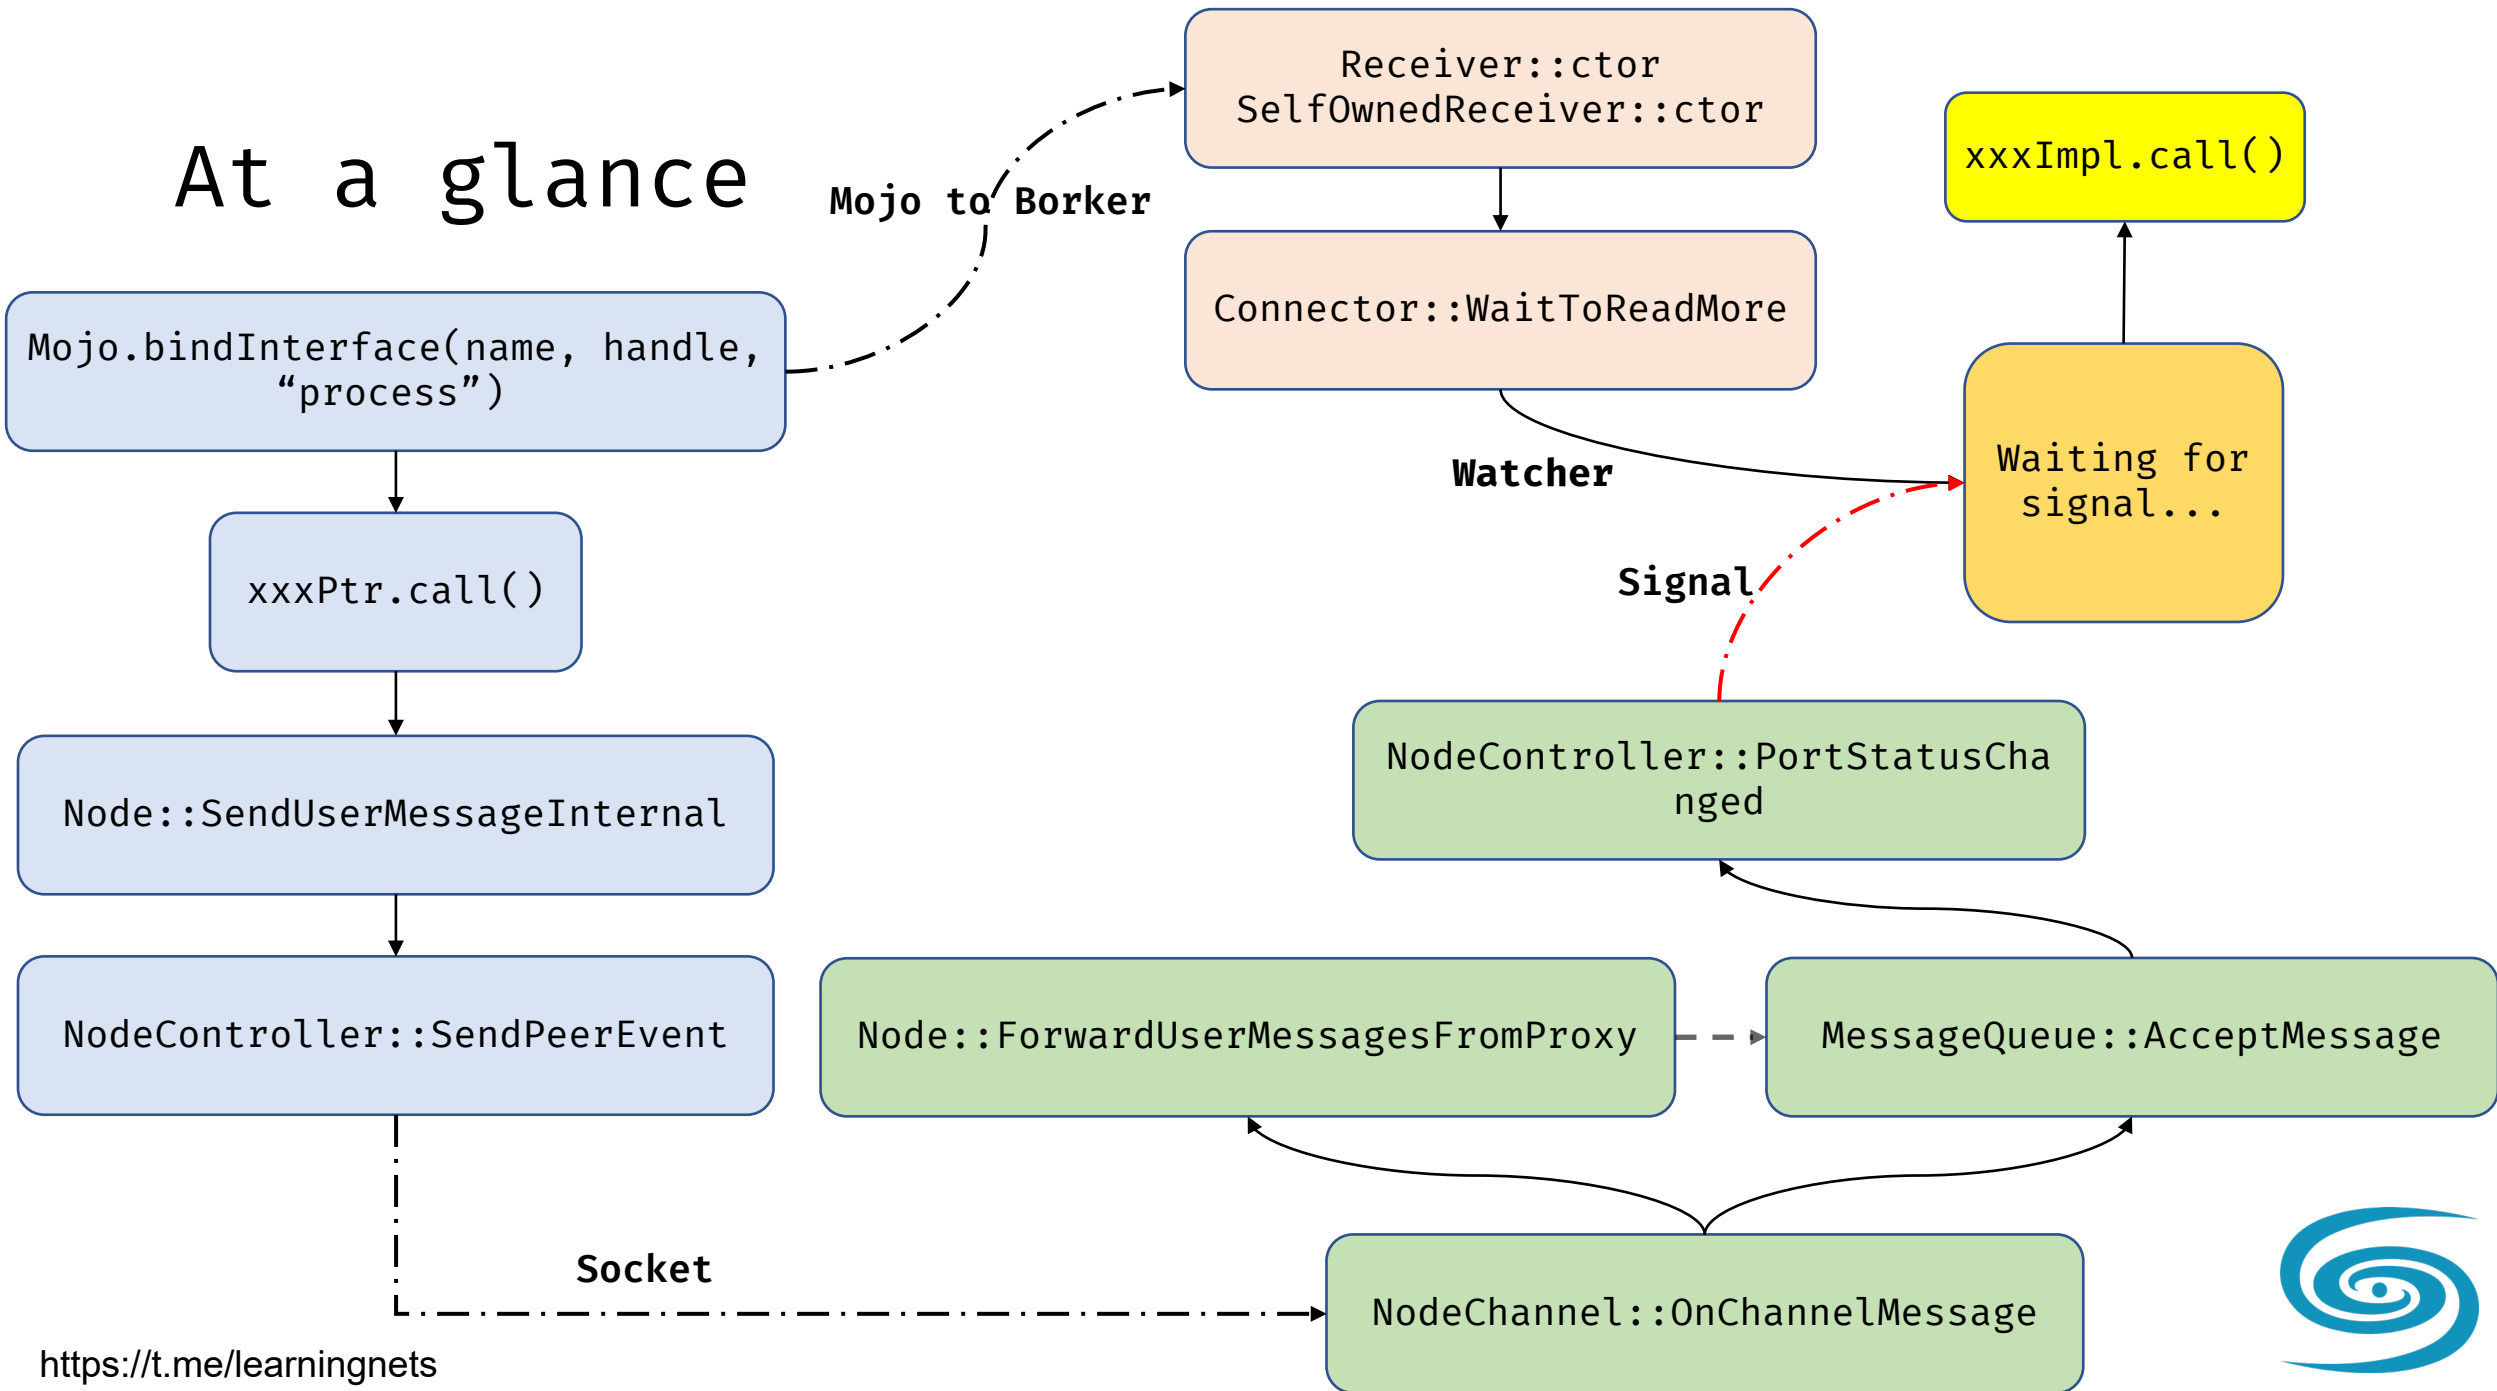 At a glance
Receiver::ctor
SelfOwnedReceiver::ctor
xxxImpl.call()
Mojo to Borker
Connector::WaitToReadMore
Mojo.bindInterface(name, handle,
“process”)
Watcher
Waiting for
signal...
xxxPtr.call()
Signal
Node::SendUserMessageInternal
NodeController::PortStatusCha
nged
NodeController::SendPeerEvent
Node::ForwardUserMessagesFromProxy
MessageQueue::AcceptMessage
Socket
NodeChannel::OnChannelMessage
https://t.me/learningnets